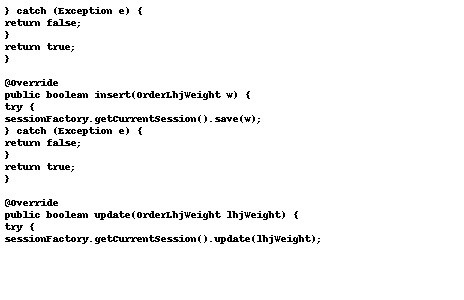 } catch (Exception e) {
return false;
}
return true;
}

@Override
public boolean insert(OrderLhjWeight w) {
try {
sessionFactory.getCurrentSession().save(w);
} catch (Exception e) {
return false;
}
return true;
}

@Override
public boolean update(OrderLhjWeight lhjWeight) {
try {
sessionFactory.getCurrentSession().update(lhjWeight);